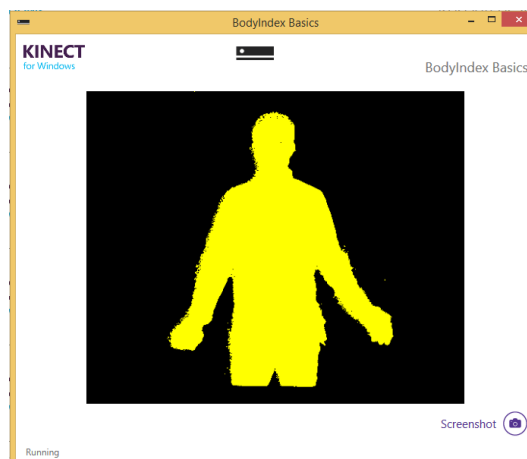 BodyIndex Basics
KINECT
for Windows
BodyIndex Basics
Screenshot
Running